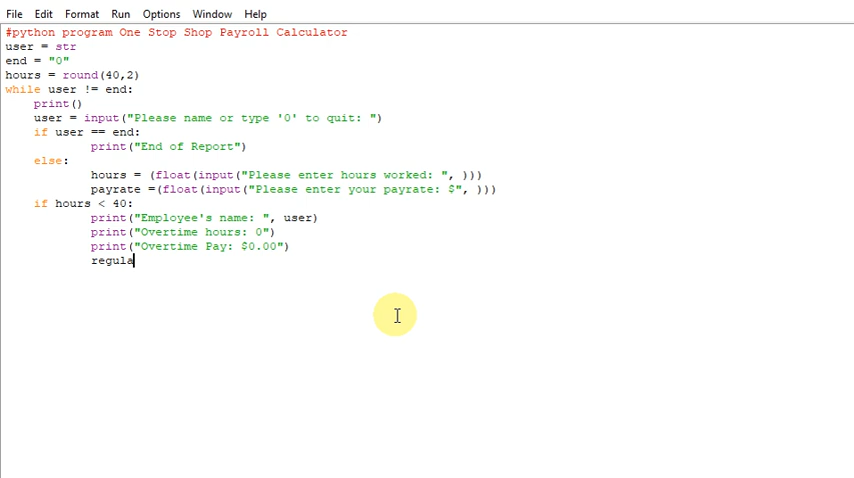 File Edit Format Run Options Window Help
#python program One Stop Shop Payroll Calculator
user = str
end = "0"
hours = round(40,2)
while user != end:
    print()
    user = input("Please name or type '0' to quit: ")
    if user == end:
            print("End of Report")
    else:
            hours = (float(input("Please enter hours worked: ", )))
            payrate =(float(input("Please enter your payrate: $", )))
    if hours < 40:
            print("Employee's name: ", user)
            print("Overtime hours: 0")
            print("Overtime Pay: $0.00")
            regula